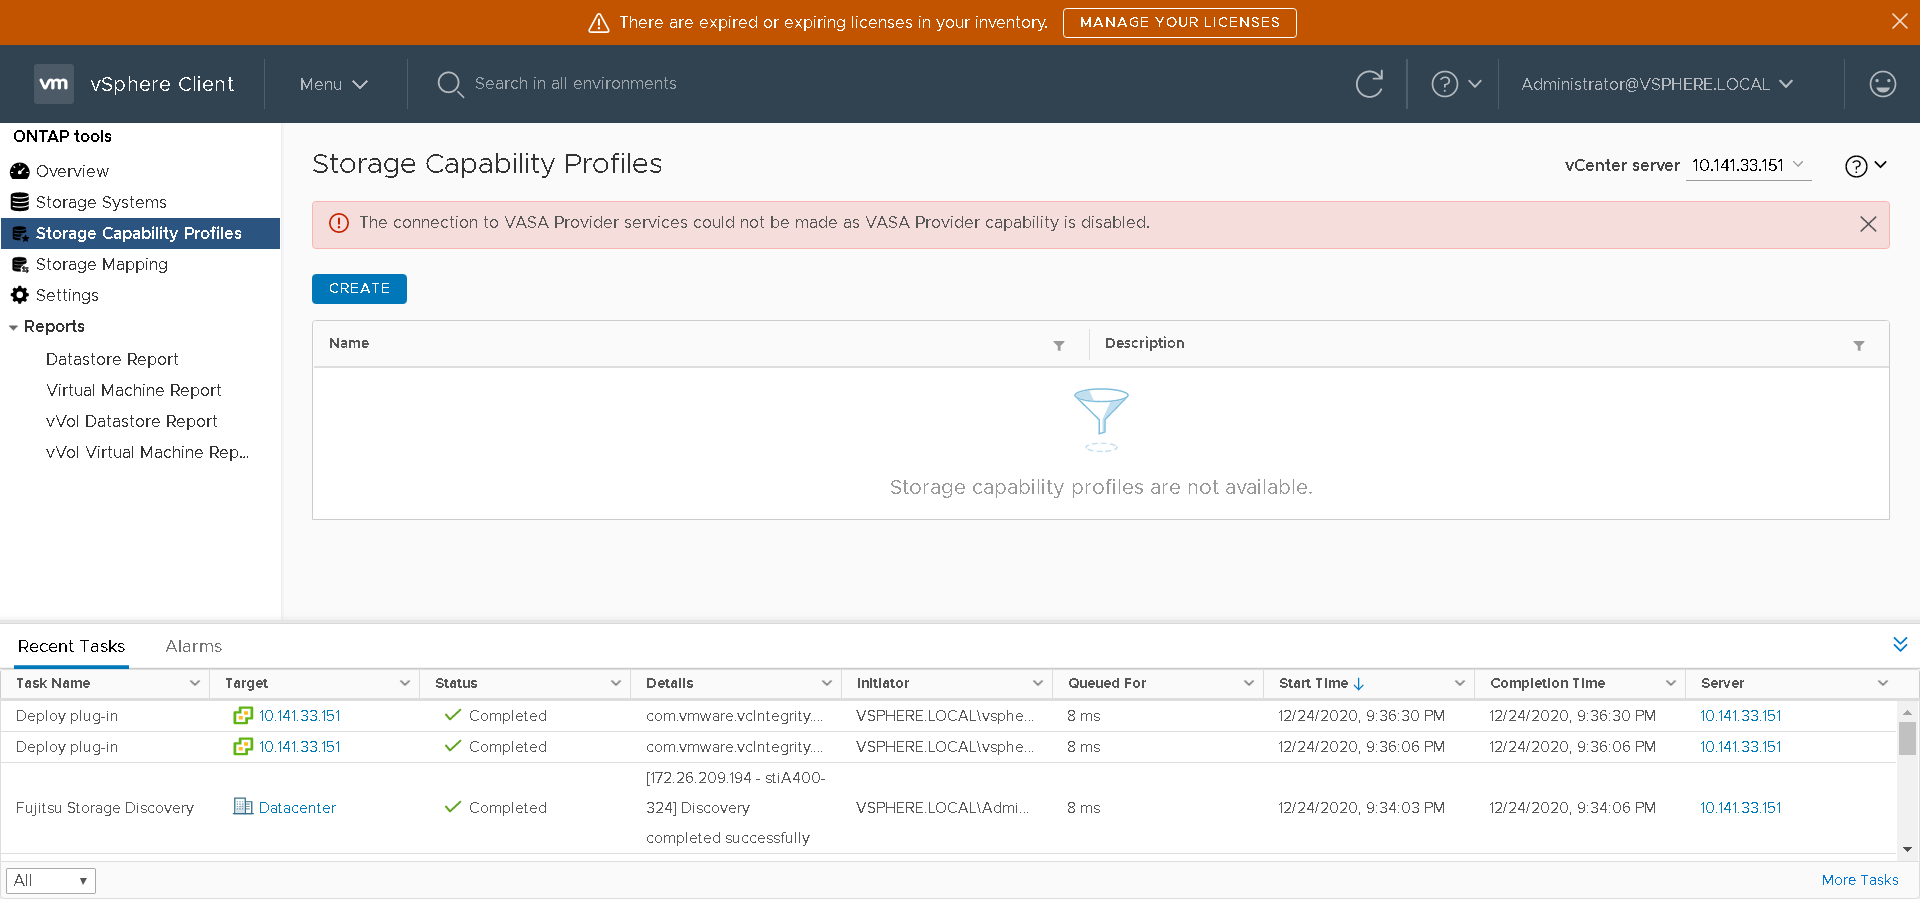 There are expired or expiring licenses in your inventory. MANAGE YOUR LICENSES
vm vSphere Client Menu Search in all environments Administrator@VSPHERE.LOCAL
ONTAP tools
Overview
Storage Systems
Storage Capability Profiles
Storage Mapping
Settings
Reports
Datastore Report
Virtual Machine Report
vVol Datastore Report
vVol Virtual Machine Rep...
Storage Capability Profiles
vCenter server 10.141.33.151
The connection to VASA Provider services could not be made as VASA Provider capability is disabled.
CREATE
Name Description
Storage capability profiles are not available.
Recent Tasks Alarms
Task Name Target Status Details Initiator Queued For Start Time Completion Time Server
Deploy plug-in 10.141.33.151 Completed com.vmware.vcIntegrity.... VSPHERE.LOCAL\vsphe... 8 ms 12/24/2020, 9:36:30 PM 12/24/2020, 9:36:30 PM 10.141.33.151
Deploy plug-in 10.141.33.151 Completed com.vmware.vcIntegrity.... VSPHERE.LOCAL\vsphe... 8 ms 12/24/2020, 9:36:06 PM 12/24/2020, 9:36:06 PM 10.141.33.151
Fujitsu Storage Discovery Datacenter Completed [172.26.209.194 - stiA400-
324] Discovery
completed successfully VSPHERE.LOCAL\Admi... 8 ms 12/24/2020, 9:34:03 PM 12/24/2020, 9:34:06 PM 10.141.33.151
All More Tasks